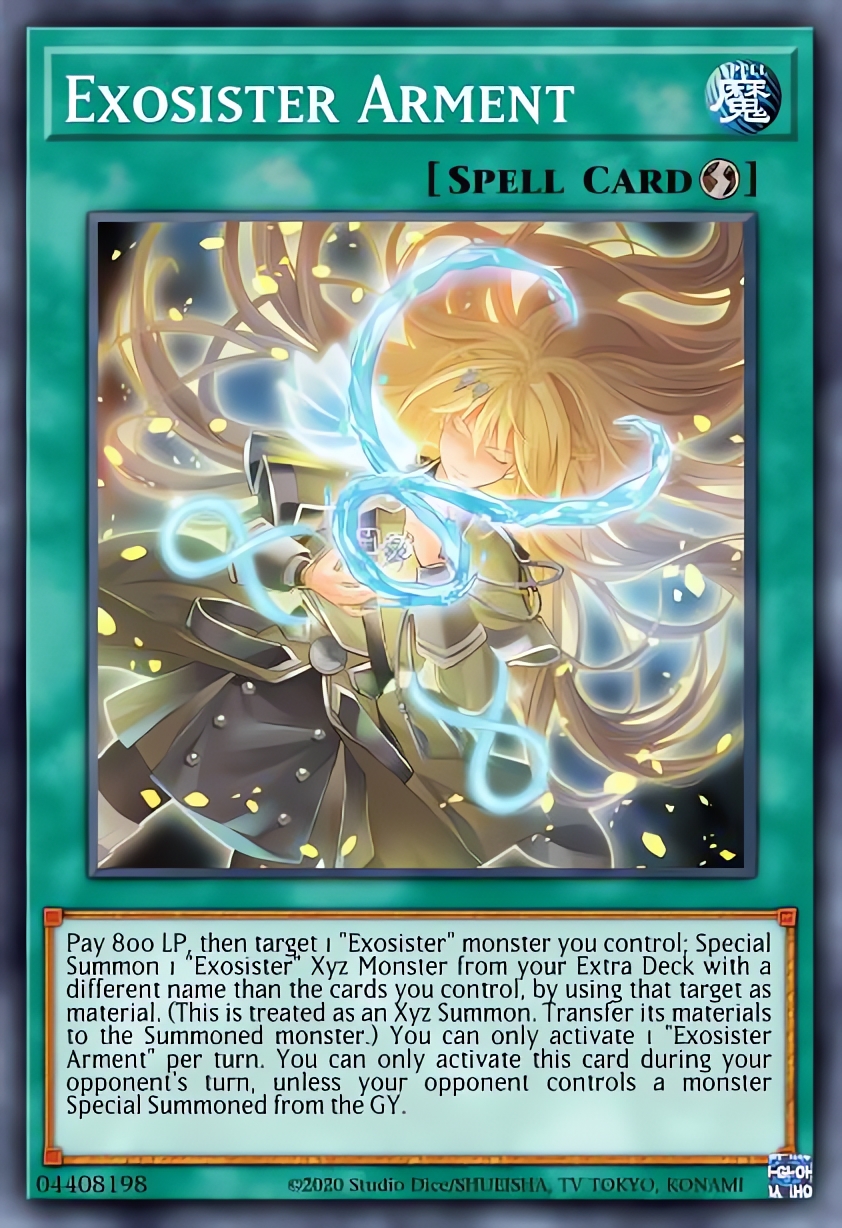 EXOSISTER ARMENT
魔
[SPELL CARD]
Pay 800 LP, then target 1 "Exosister" monster you control; Special
Summon 1 "Exosister" Xyz Monster from your Extra Deck with a
different name than the cards you control, by using that target as
material. (This is treated as an Xyz Summon. Transfer its materials
to the Summoned monster.) You can only activate 1 "Exosister
Arment" per turn. You can only activate this card during your
opponent's turn, unless your opponent controls a monster
Special Summoned from the GY.
04408198
©2020 Studio Dice/SHUEISHA, TV TOKYO, KONAMI